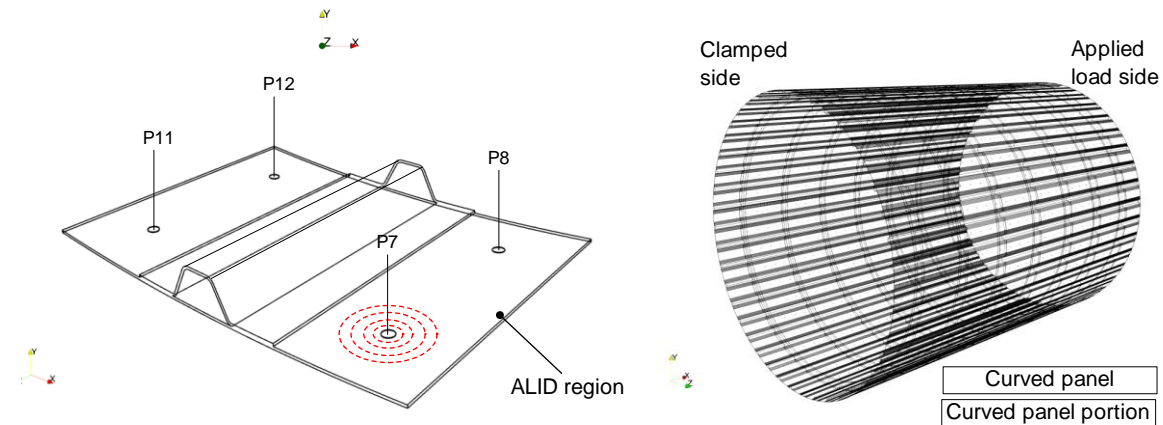 Y
Z X
P12
P11
P8
P7
ALID region
Y
X
Clamped
side
Applied
load side
Y
X
Z
Curved panel
Curved panel portion